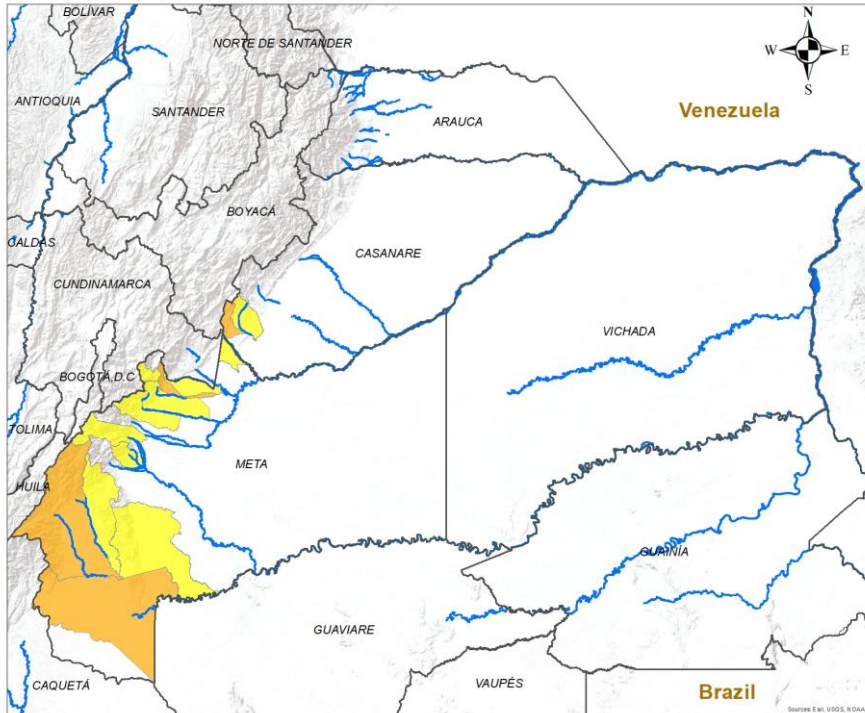 BOLÍVAR
N
NORTE DE SANTANDER
W E
S
ANTIOQUIA
SANTANDER
Venezuela
ARAUCA
BOYACÁ
CALDAS
CASANARE
CUNDINAMARCA
VICHADA
BOGOTÁ.D.C
TOLIMA
META
HUILA
GUAINÍA
GUAVIARE
CAQUETÁ
VAUPÉS
Brazil
Sources: Esri, USGS, NOAA